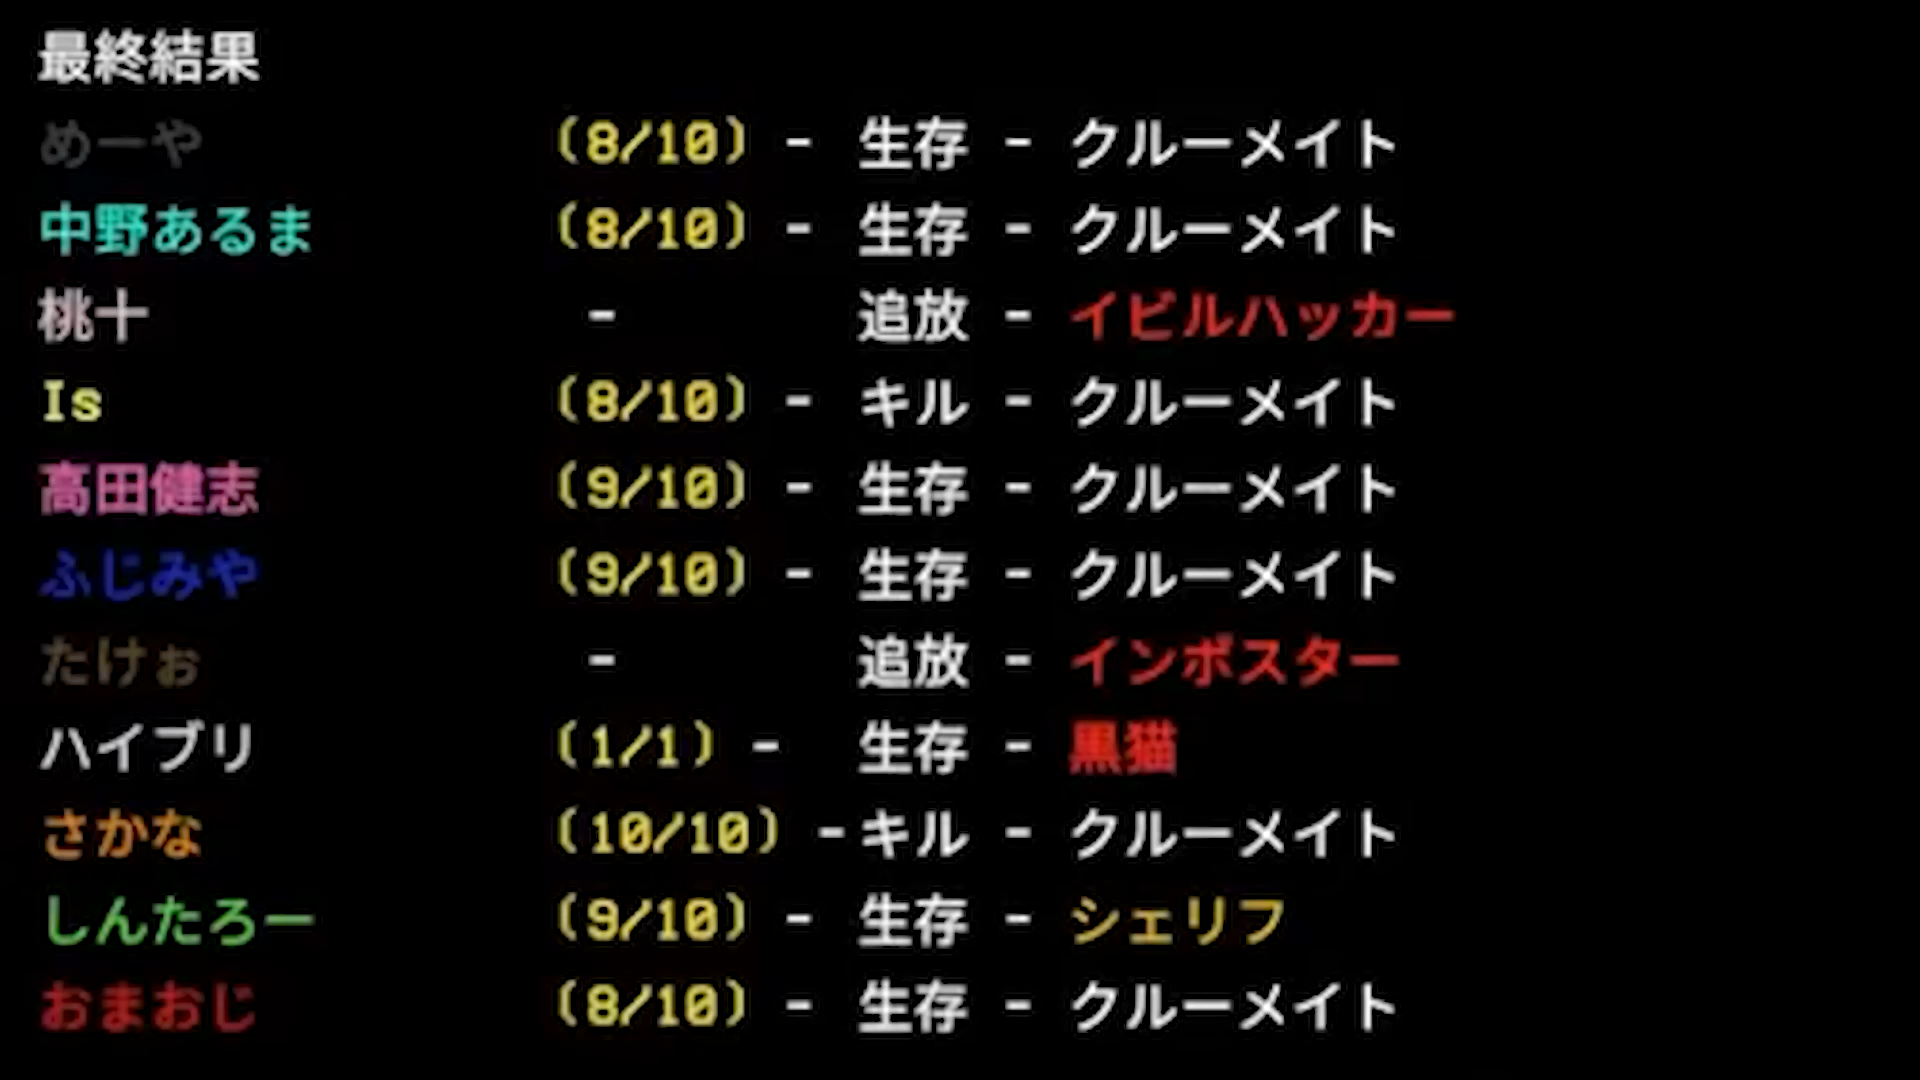 最終結果
めーや (8/10) - 生存 - クルーメイト
中野あるま (8/10) - 生存 - クルーメイト
桃十 - 追放 - イビルハッカー
Is (8/10) - キル - クルーメイト
高田健志 (9/10) - 生存 - クルーメイト
ふじみや (9/10) - 生存 - クルーメイト
たけぉ - 追放 - インポスター
ハイブリ (1/1) - 生存 - 黒猫
さかな (10/10) - キル - クルーメイト
しんたろー (9/10) - 生存 - シェリフ
おまおじ (8/10) - 生存 - クルーメイト